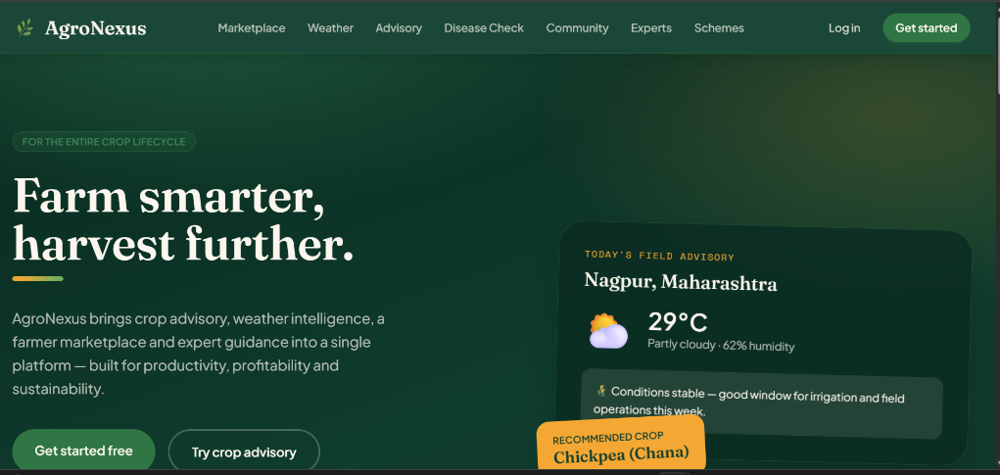 AgroNexus
Marketplace Weather Advisory Disease Check Community Experts Schemes
Log in
Get started
FOR THE ENTIRE CROP LIFECYCLE
Farm smarter,
harvest further.
AgroNexus brings crop advisory, weather intelligence, a
farmer marketplace and expert guidance into a single
platform — built for productivity, profitability and
sustainability.
Get started free
Try crop advisory
TODAY'S FIELD ADVISORY
Nagpur, Maharashtra
29°C
Partly cloudy · 62% humidity
Conditions stable — good window for irrigation and field
operations this week.
RECOMMENDED CROP
Chickpea (Chana)